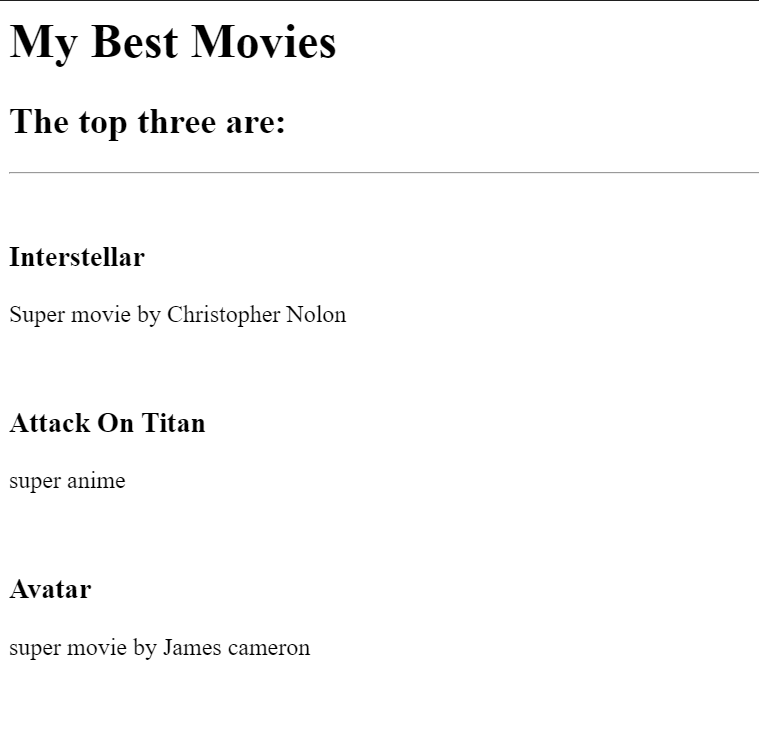 My Best Movies
The top three are:
Interstellar
Super movie by Christopher Nolon
Attack On Titan
super anime
Avatar
super movie by James cameron